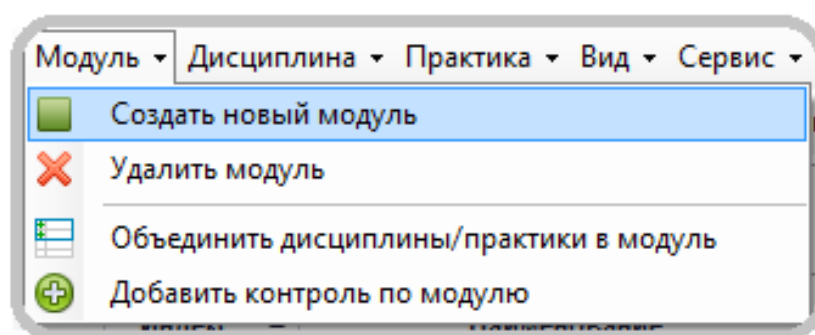 Модуль Дисциплина Практика Вид Сервис
Создать новый модуль
Удалить модуль
Объединить дисциплины/практики в модуль
Добавить контроль по модулю